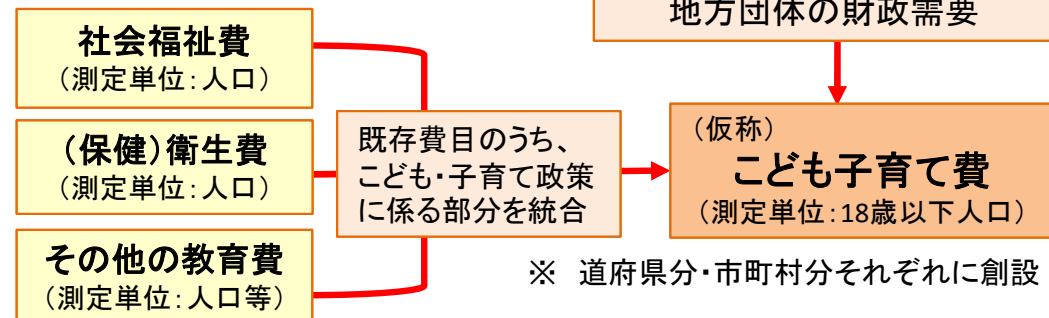 地方団体の財政需要
社会福祉費
（測定単位：人口）
（保健）衛生費
（測定単位：人口）
その他の教育費
（測定単位：人口等）
既存費目のうち、
こども・子育て政策
に係る部分を統合
（仮称）
こども子育て費
（測定単位：18歳以下人口）
※　道府県分・市町村分それぞれに創設